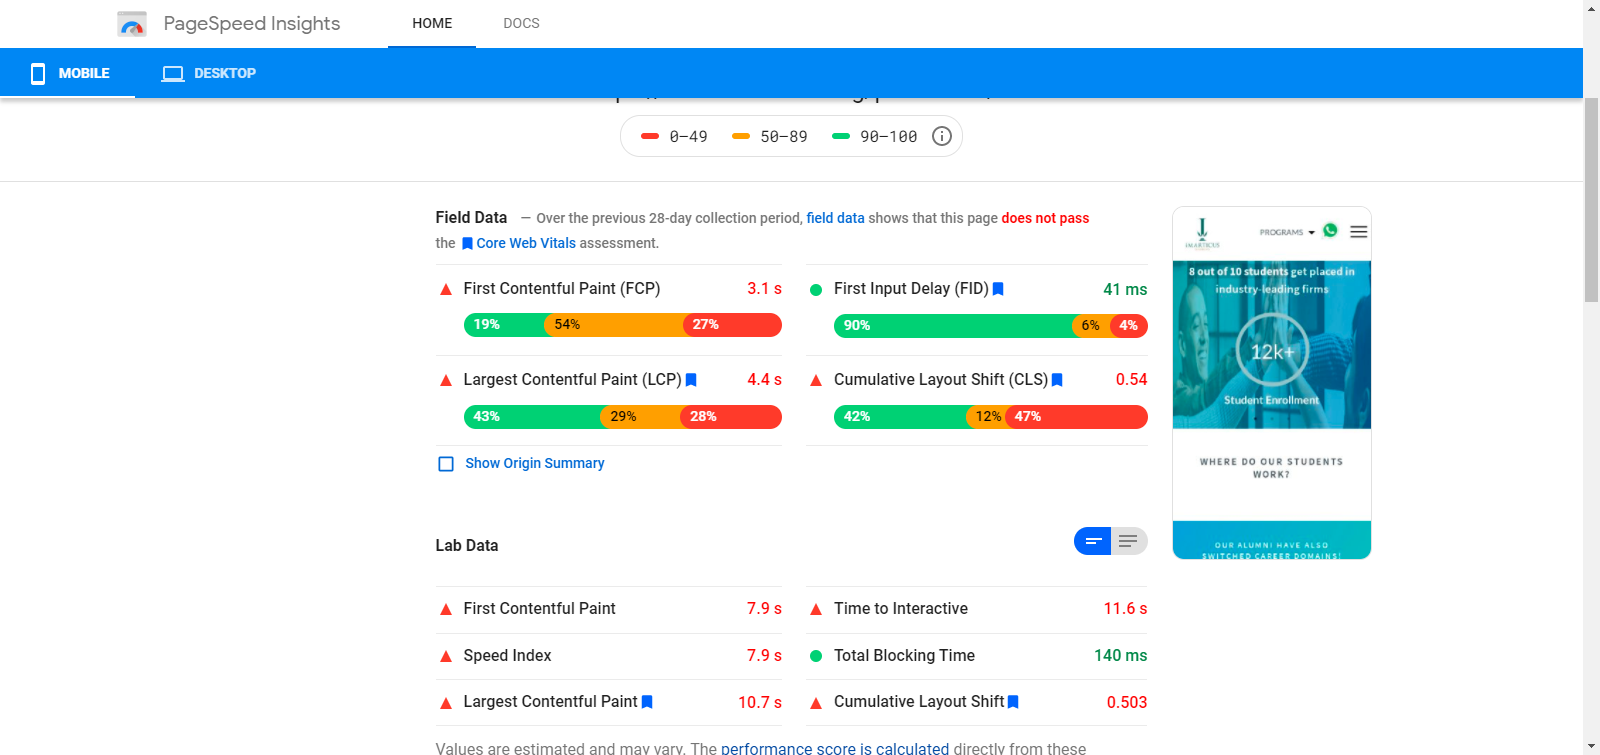 PageSpeed Insights HOME DOCS
MOBILE DESKTOP
0–49 50–89 90–100
Field Data — Over the previous 28-day collection period, field data shows that this page does not pass
the Core Web Vitals assessment.
First Contentful Paint (FCP) 3.1 s
19% 54% 27%
First Input Delay (FID) 41 ms
90% 6% 4%
Largest Contentful Paint (LCP) 4.4 s
43% 29% 28%
Cumulative Layout Shift (CLS) 0.54
42% 12% 47%
Show Origin Summary
Lab Data
First Contentful Paint 7.9 s
Time to Interactive 11.6 s
Speed Index 7.9 s
Total Blocking Time 140 ms
Largest Contentful Paint 10.7 s
Cumulative Layout Shift 0.503
Values are estimated and may vary. The performance score is calculated directly from these
IMARTICUS
PROGRAMS
8 out of 10 students get placed in
industry-leading firms
12k+
Student Enrollment
WHERE DO OUR STUDENTS
WORK?
OUR ALUMNI HAVE ALSO
SWITCHED CAREER DOMAINS!